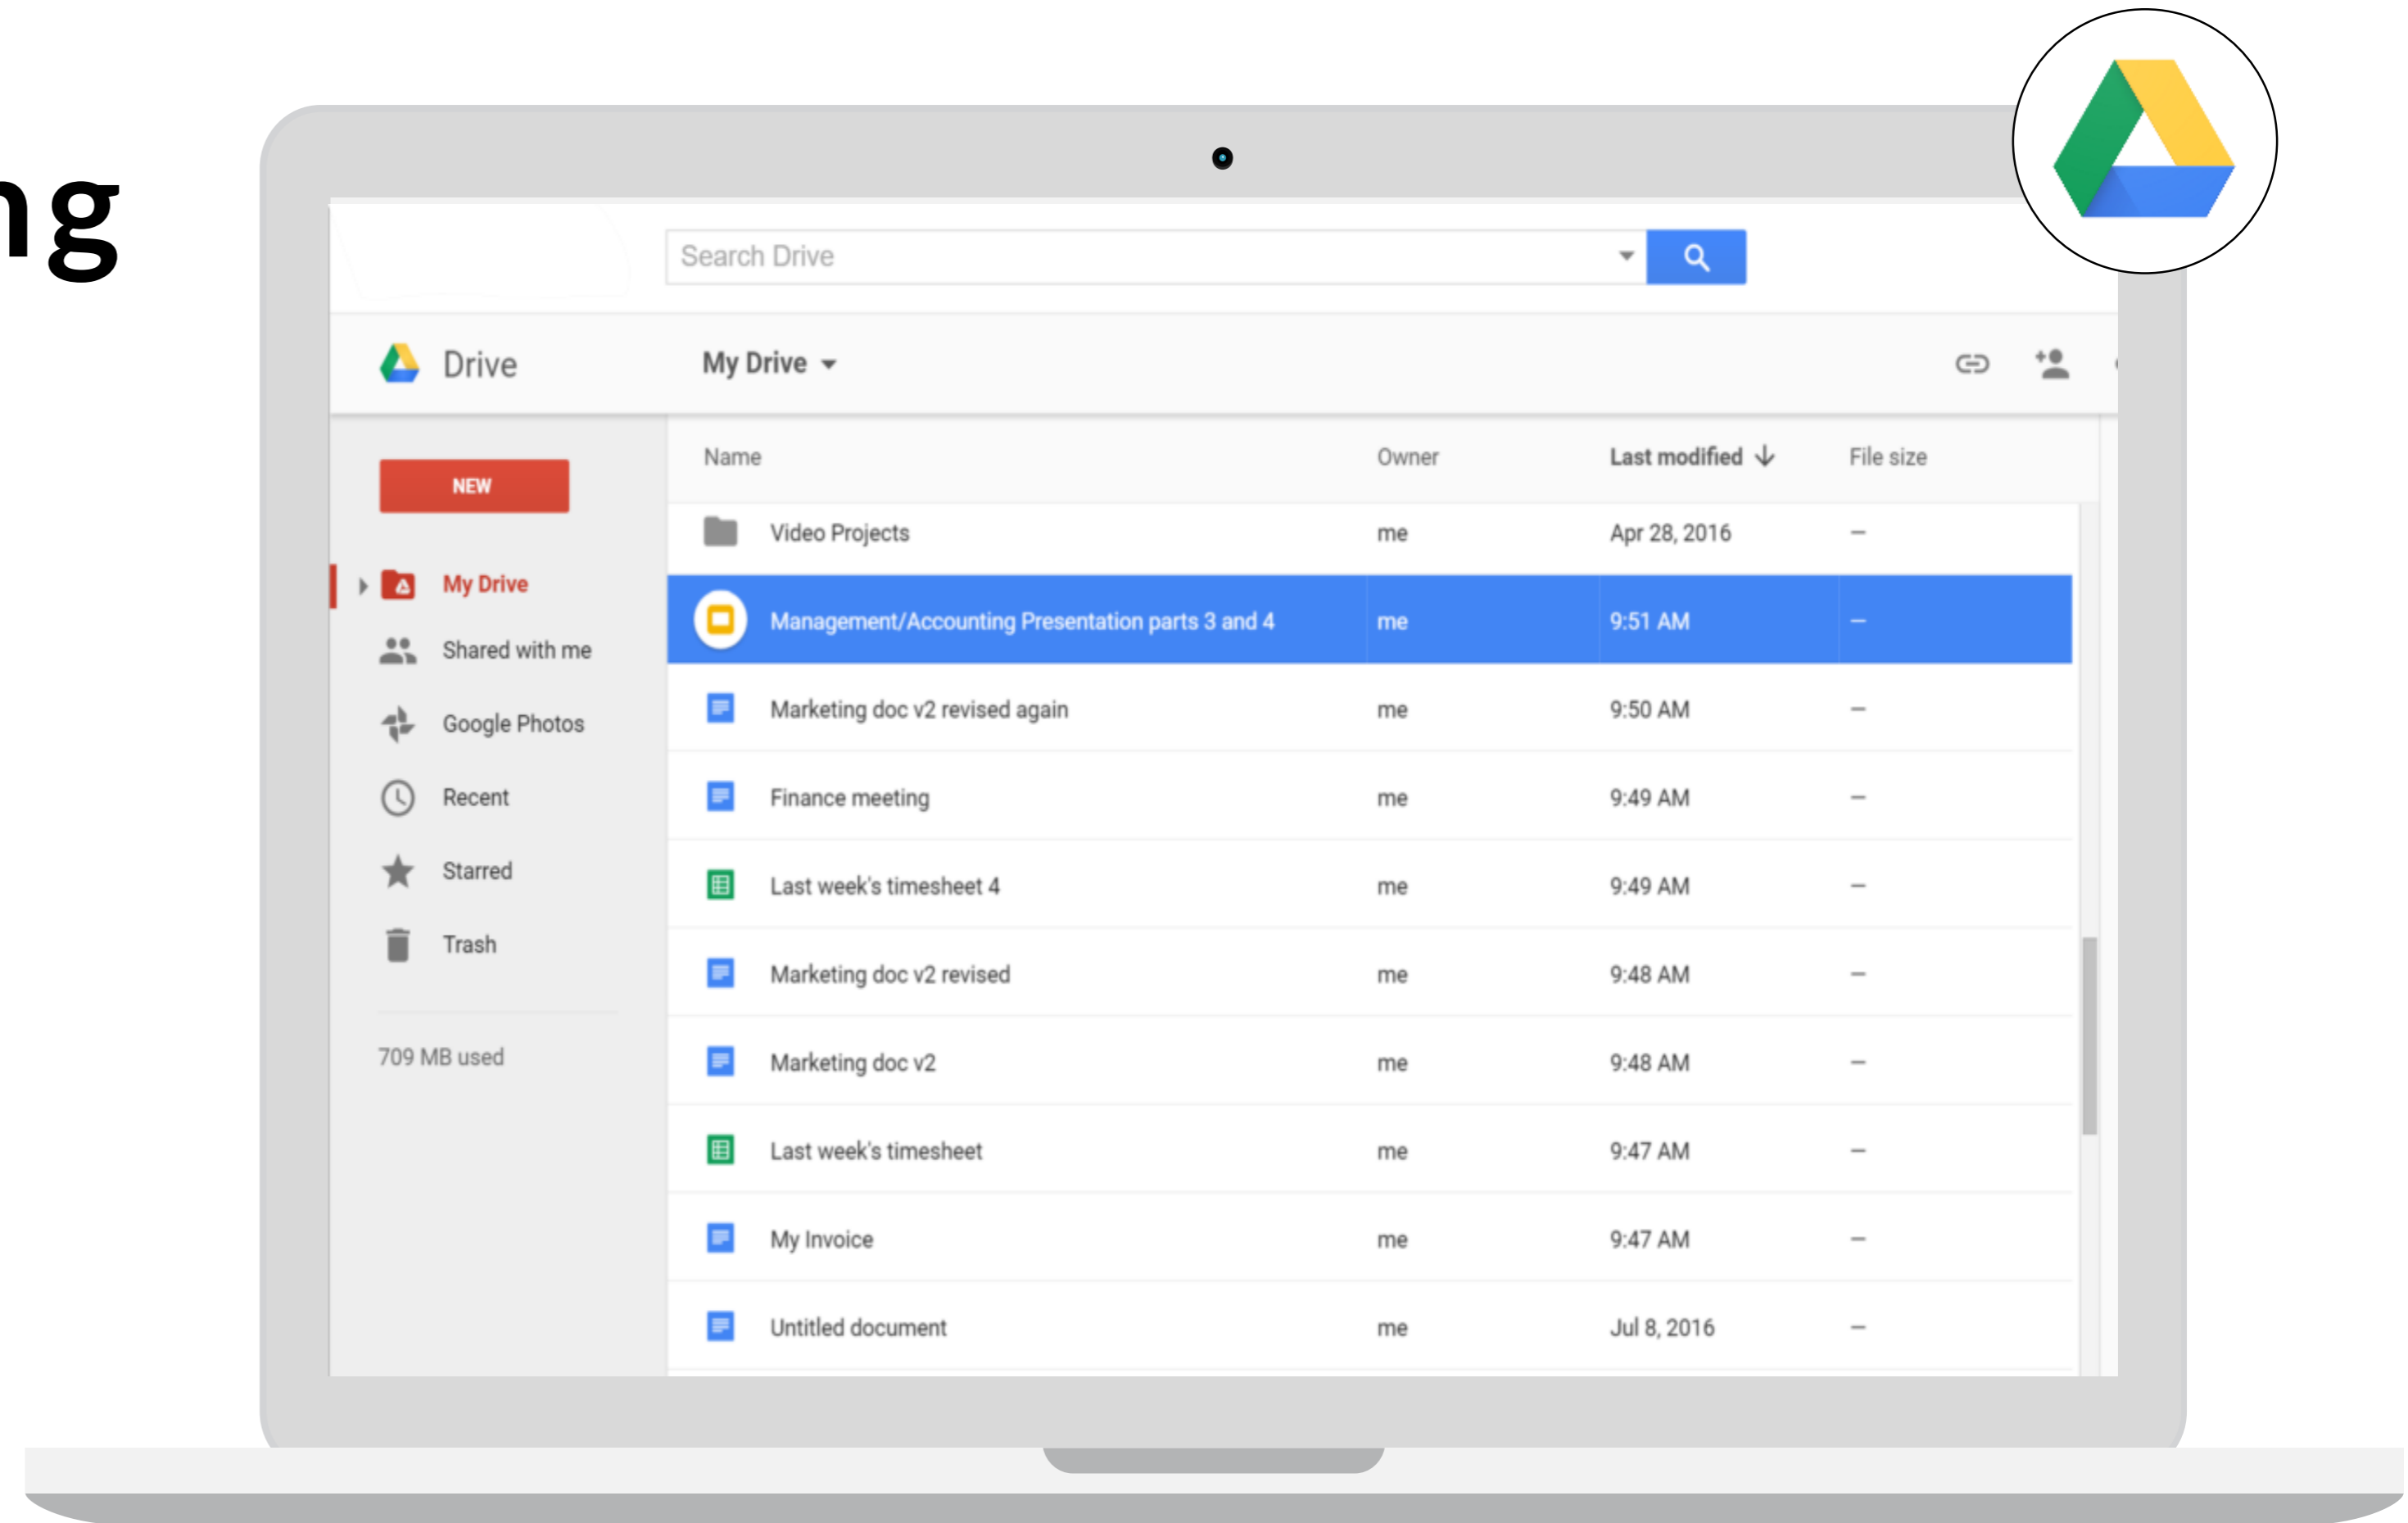 ng
Search Drive
Drive My Drive
Name Owner Last modified File size
NEW
Video Projects me Apr 28, 2016 –
My Drive
Management/Accounting Presentation parts 3 and 4 me 9:51 AM –
Shared with me
Marketing doc v2 revised again me 9:50 AM –
Google Photos
Finance meeting me 9:49 AM –
Recent
Last week's timesheet 4 me 9:49 AM –
Starred
Trash
Marketing doc v2 revised me 9:48 AM –
709 MB used
Marketing doc v2 me 9:48 AM –
Last week's timesheet me 9:47 AM –
My Invoice me 9:47 AM –
Untitled document me Jul 8, 2016 –